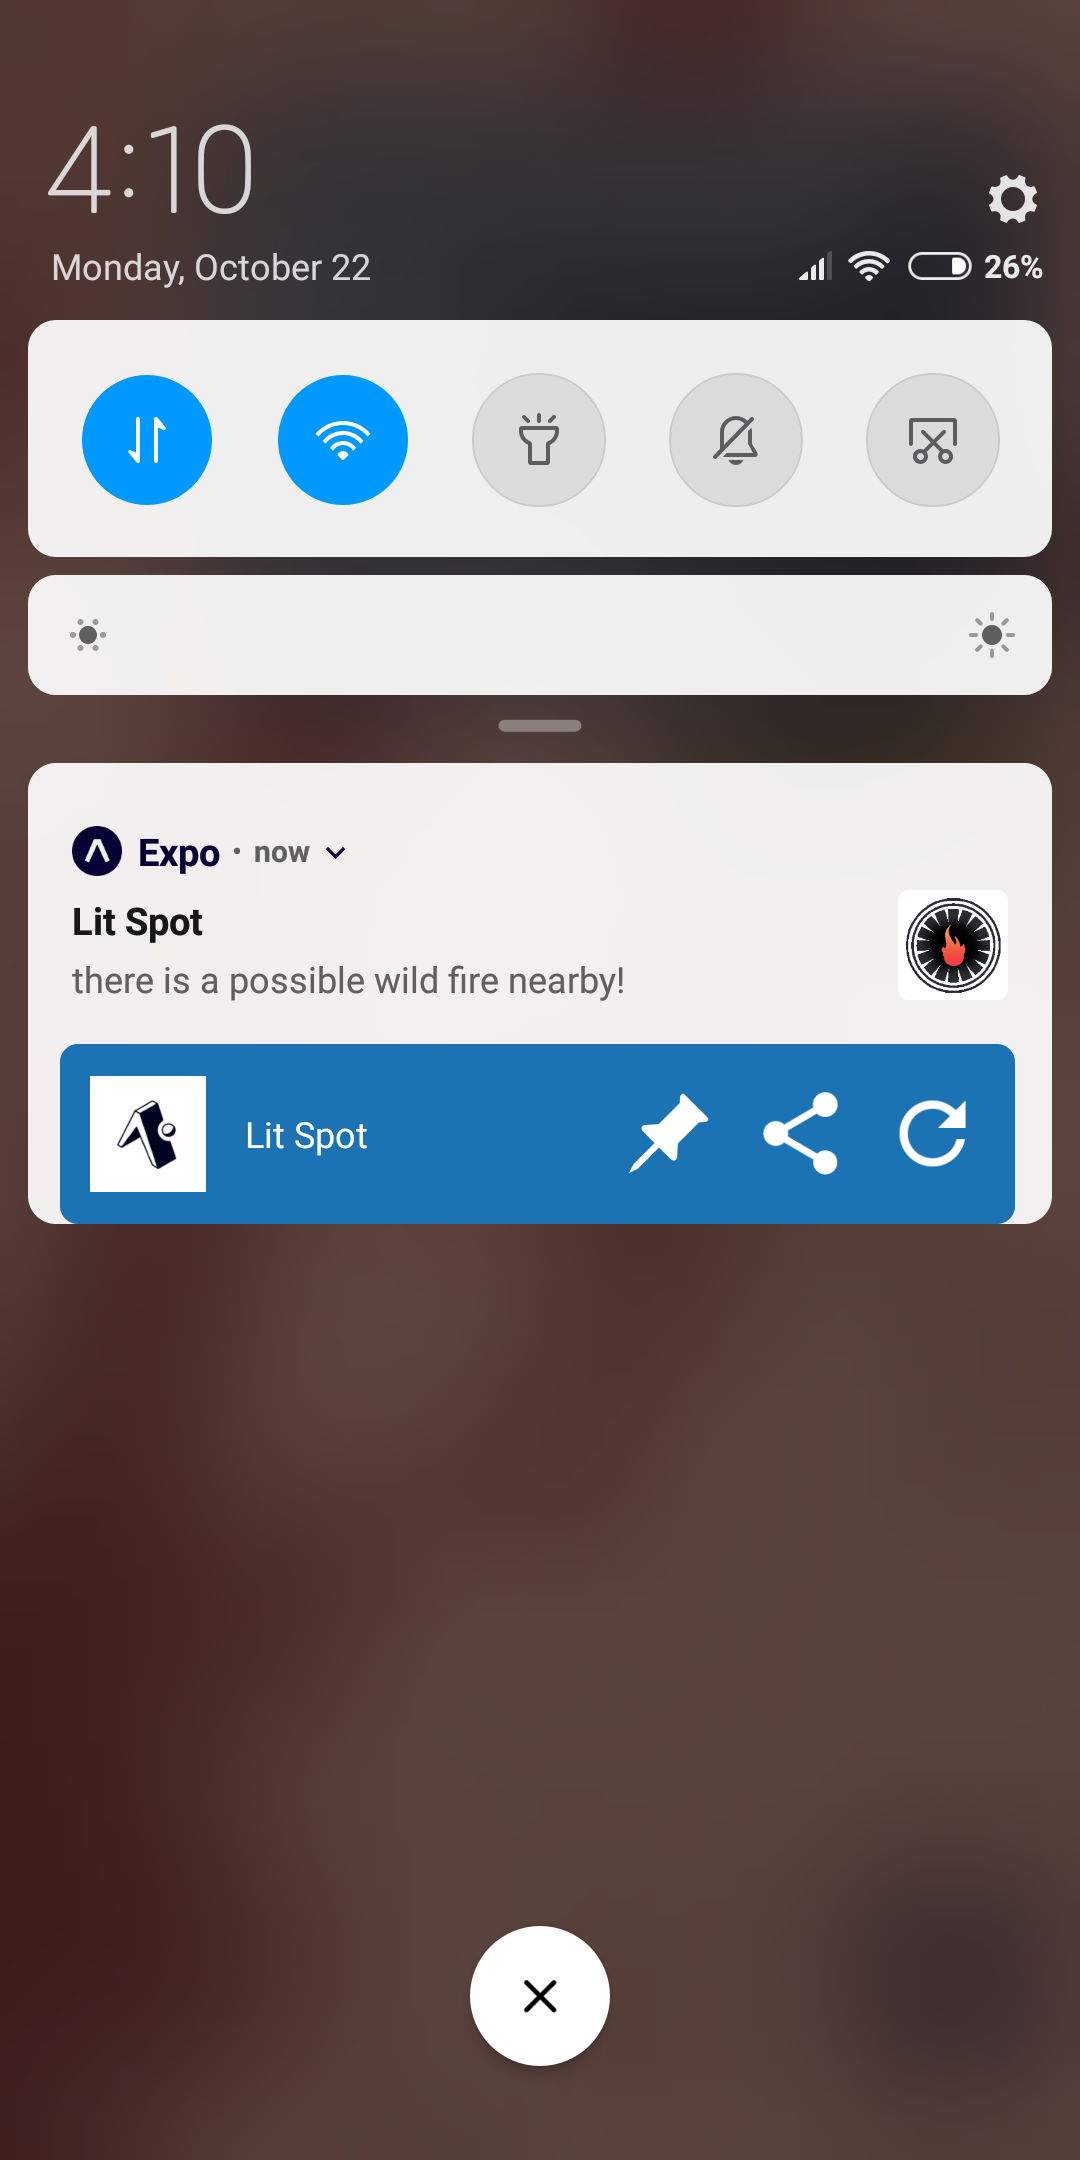 4:10
Monday, October 22
26%
Expo · now
Lit Spot
there is a possible wild fire nearby!
Lit Spot